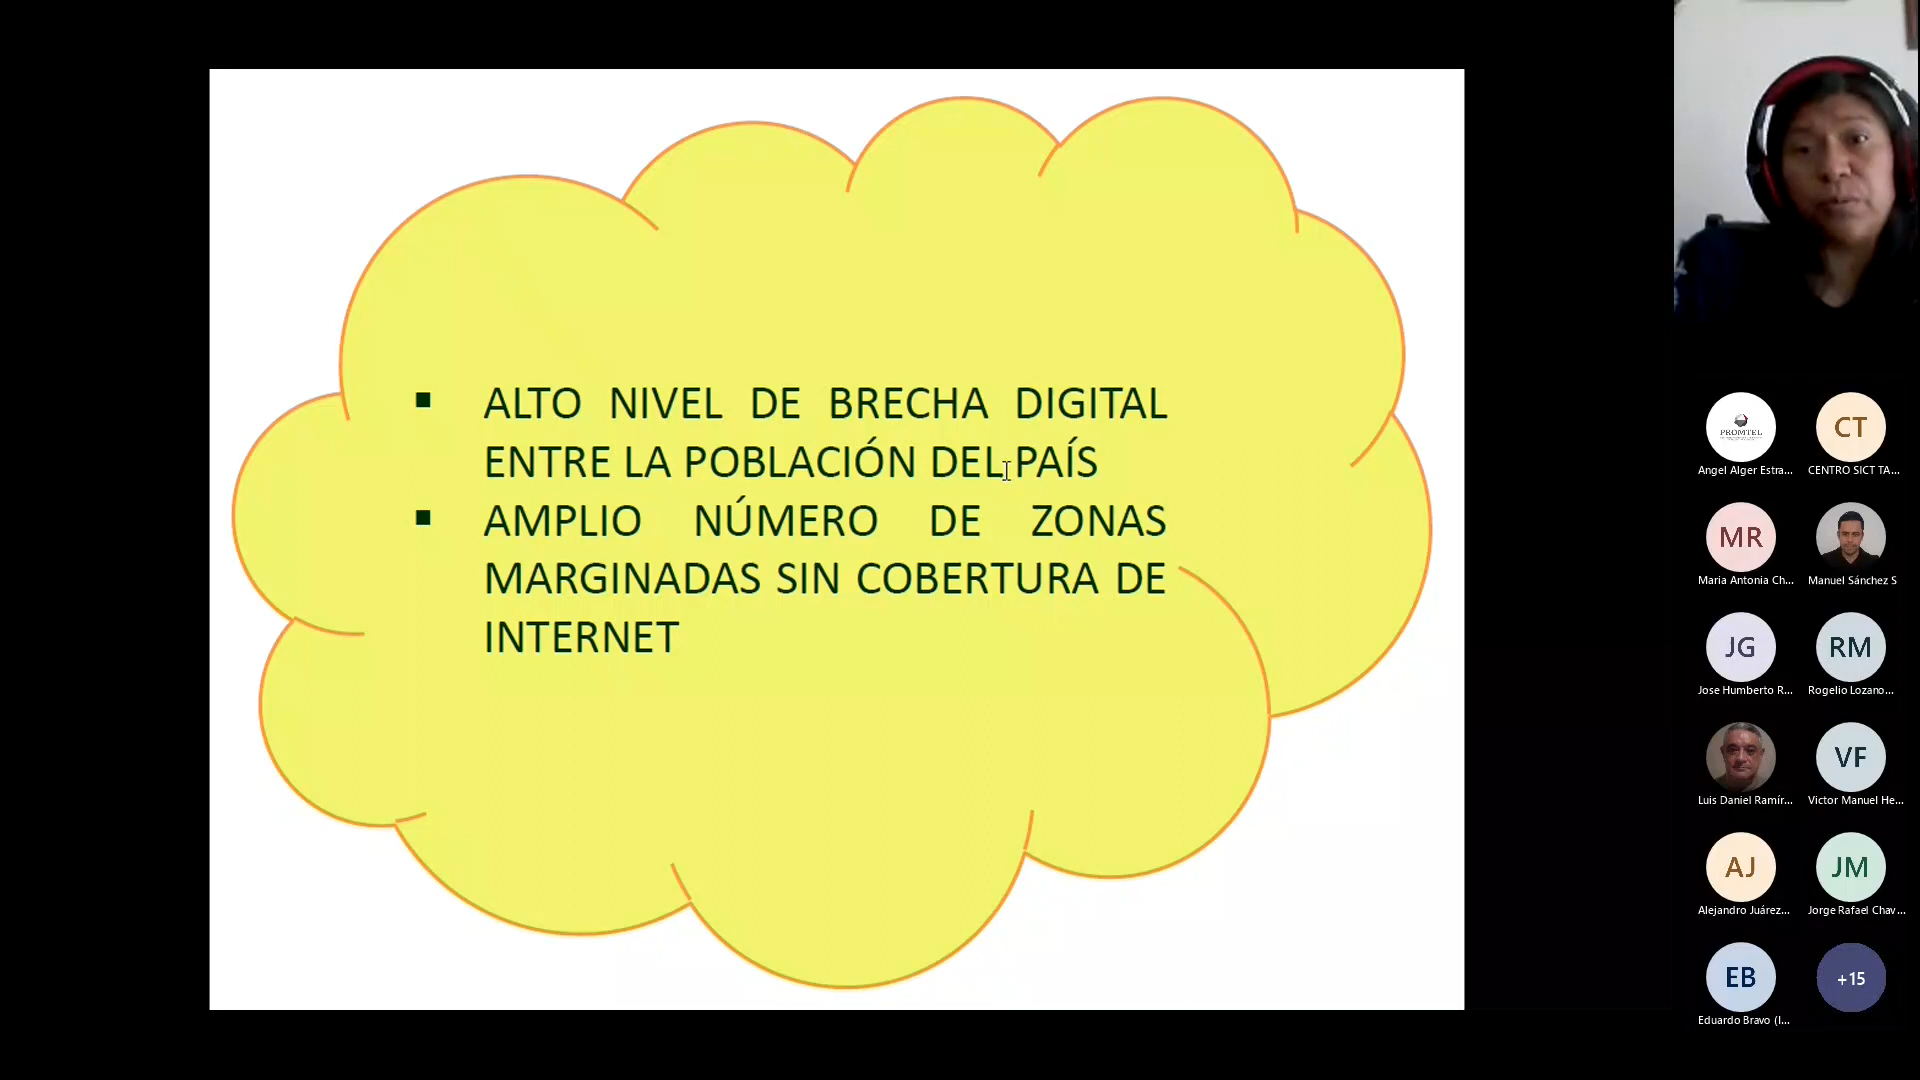 ▪ ALTO NIVEL DE BRECHA DIGITAL
ENTRE LA POBLACIÓN DEL PAÍS
▪ AMPLIO NÚMERO DE ZONAS
MARGINADAS SIN COBERTURA DE
INTERNET
PROMTEL
CT
Angel Alger Estra...
CENTRO SICT TA...
MR
Maria Antonia Ch...
Manuel Sánchez S
JG
RM
Jose Humberto R...
Rogelio Lozano...
VF
Luis Daniel Ramír...
Victor Manuel He...
AJ
JM
Alejandro Juárez...
Jorge Rafael Chav...
EB
+15
Eduardo Bravo (I...